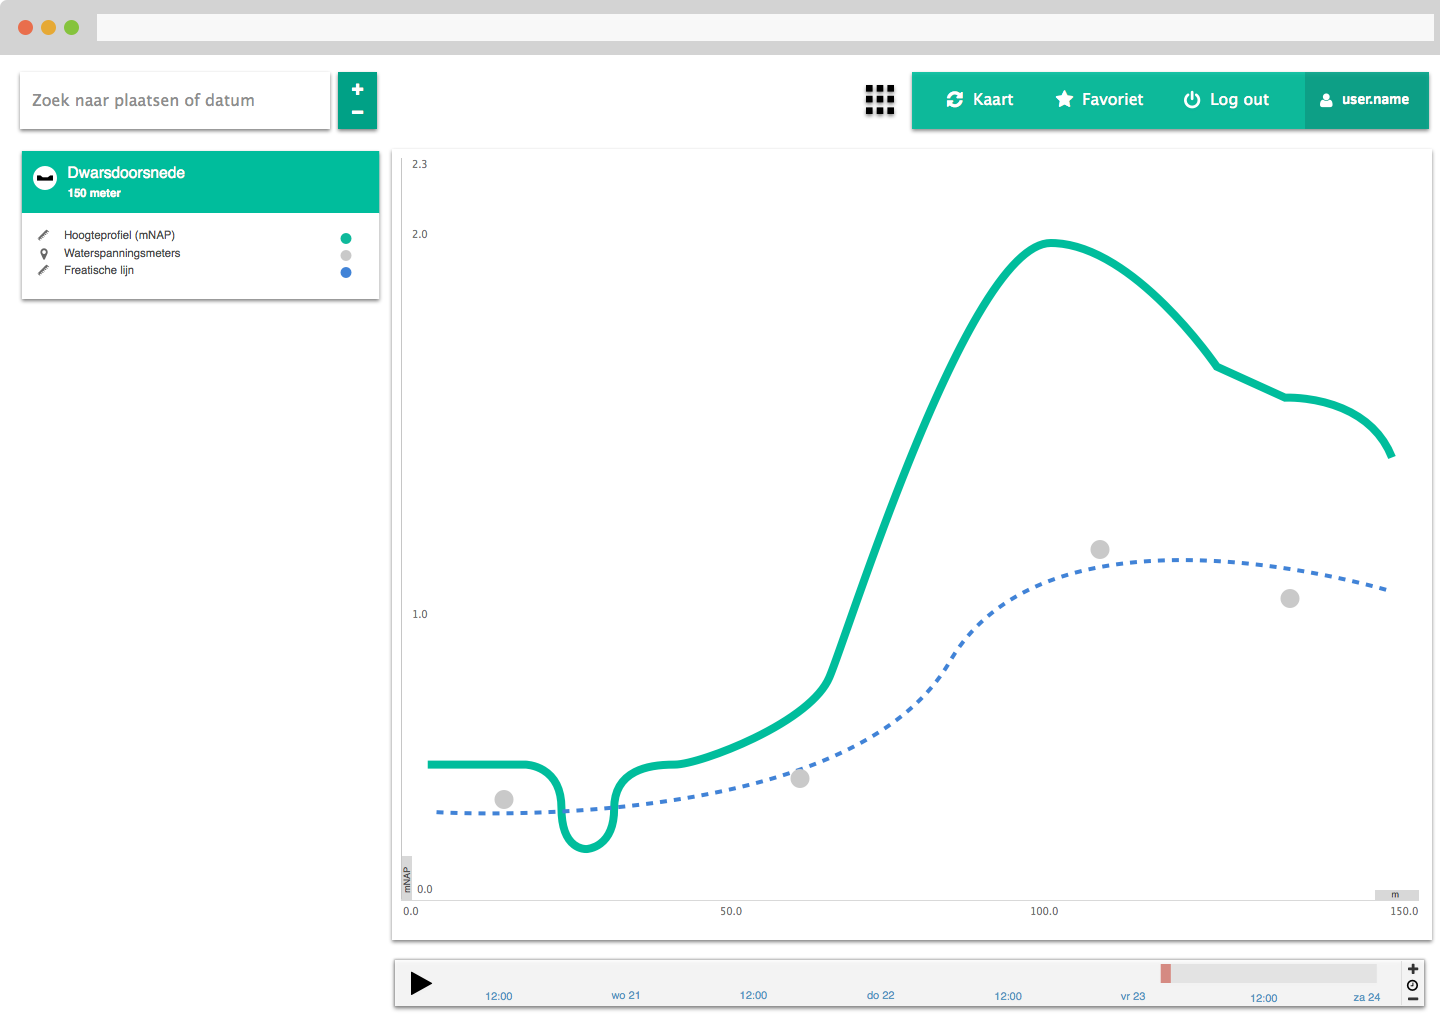 Zoek naar plaatsen of datum
Kaart
Favoriet
Log out
user.name
Dwarsdoorsnede
150 meter
Hoogteprofiel (mNAP)
Waterspanningsmeters
Freatische lijn
2.3
2.0
1.0
mNAP
0.0
m
0.0
50.0
100.0
150.0
12:00
wo 21
12:00
do 22
12:00
vr 23
12:00
za 24